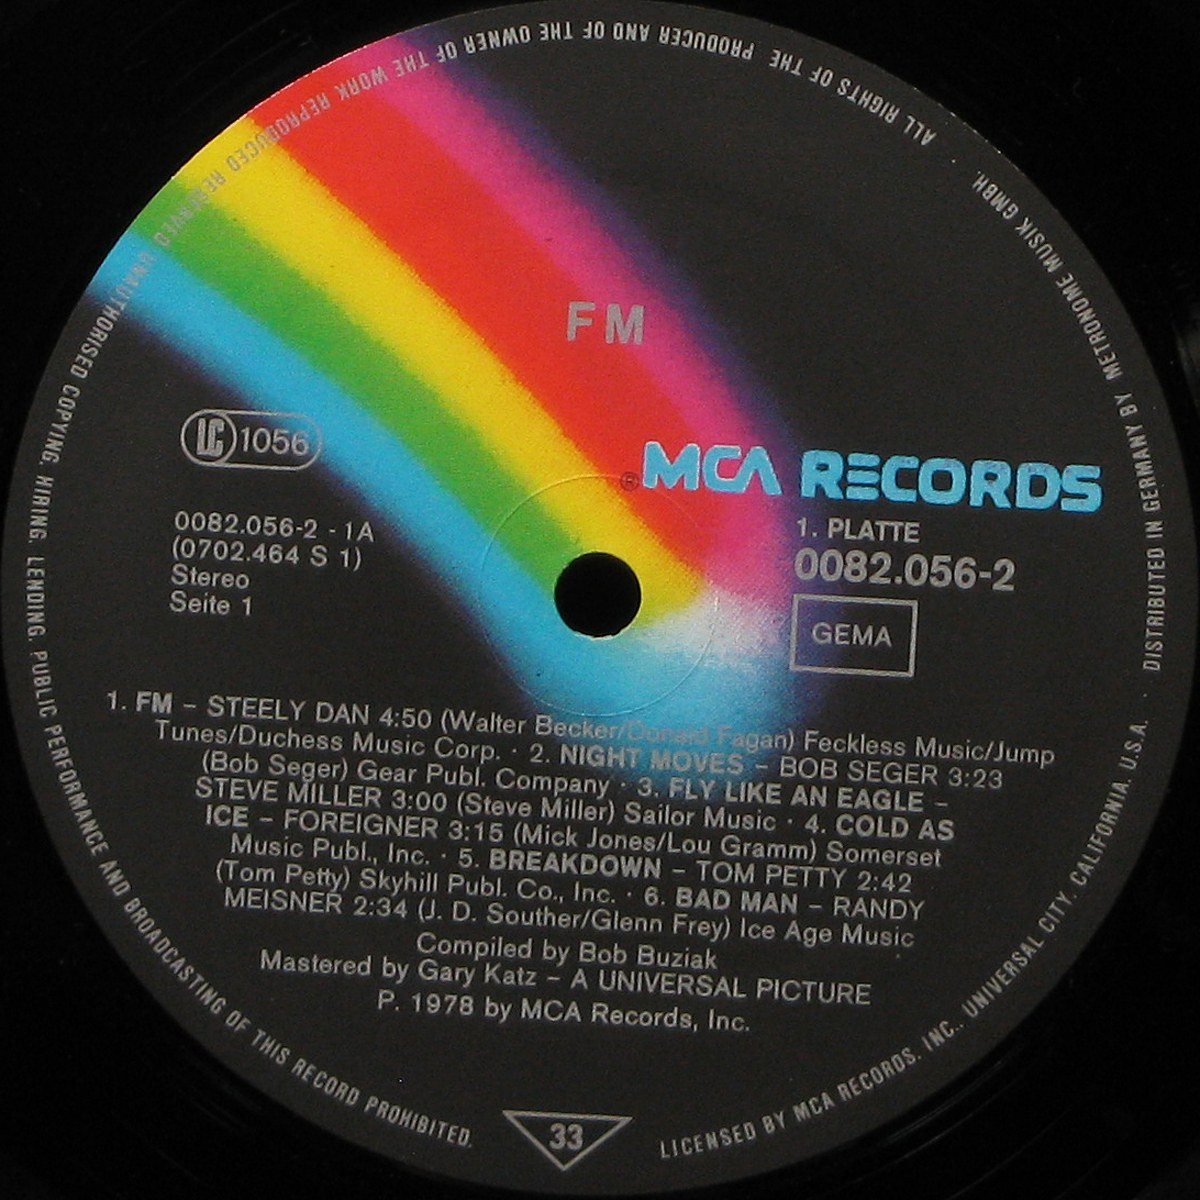 FM
LC 1056
® MCA RECORDS
0082.056-2 - 1A
(0702.464 S 1)
Stereo
Seite 1
1. PLATTE
0082.056-2
GEMA
1. FM – STEELY DAN 4:50 (Walter Becker/Donald Fagan) Feckless Music/Jump
Tunes/Duchess Music Corp. · 2. NIGHT MOVES – BOB SEGER 3:23
(Bob Seger) Gear Publ. Company · 3. FLY LIKE AN EAGLE –
STEVE MILLER 3:00 (Steve Miller) Sailor Music · 4. COLD AS
ICE – FOREIGNER 3:15 (Mick Jones/Lou Gramm) Somerset
Music Publ., Inc. · 5. BREAKDOWN – TOM PETTY 2:42
(Tom Petty) Skyhill Publ. Co., Inc. · 6. BAD MAN – RANDY
MEISNER 2:34 (J. D. Souther/Glenn Frey) Ice Age Music
Compiled by Bob Buziak
Mastered by Gary Katz – A UNIVERSAL PICTURE
P. 1978 by MCA Records, Inc.
33
ALL RIGHTS OF THE PRODUCER AND OF THE OWNER OF THE WORK REPRODUCED RESERVED UNAUTHORISED COPYING. HIRING. LENDING. PUBLIC PERFORMANCE AND BROADCASTING OF THIS RECORD PROHIBITED.
LICENSED BY MCA RECORDS. INC., UNIVERSAL CITY. CALIFORNIA. U.S.A. · DISTRIBUTED IN GERMANY BY METRONOME MUSIK GMBH.